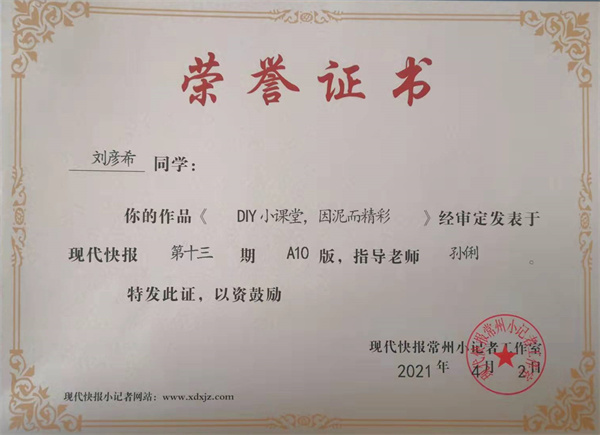 荣誉证书
刘彦希 同学：
你的作品《 DIY小课堂，因泥而精彩 》经审定发表于
现代快报 第十三 期 A10 版，指导老师 孙俐 。
特发此证，以资鼓励
现代快报常州小记者工作室
2021 年 4 月 2 日
现代快报小记者网站：www.xdxjz.com